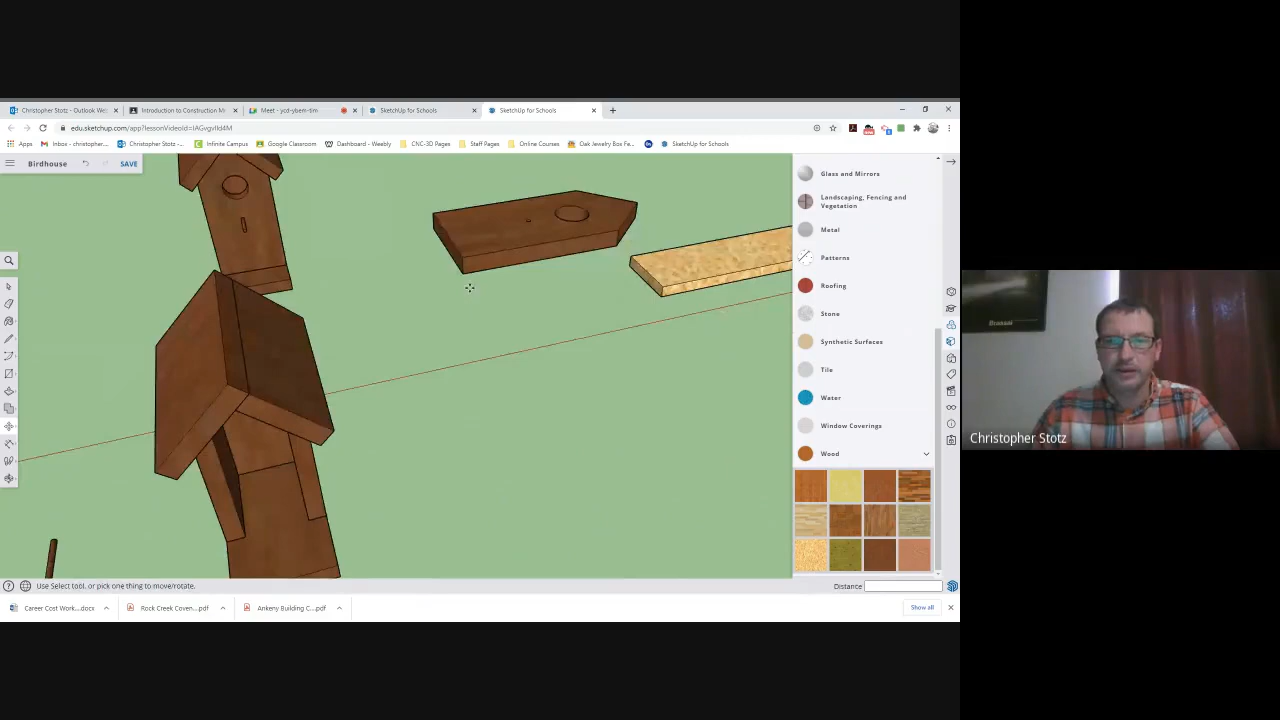 Christopher Stotz - Outlook We
Introduction to Construction M
Meet - ycd-ybem-tim
SketchUp for Schools
SketchUp for Schools
edu.sketchup.com/app?lessonVideoId=
Apps
Inbox - christopher....
Christopher Stotz -...
Infinite Campus
Google Classroom
Dashboard - Weebly
CNC-3D Pages
Staff Pages
Online Courses
Oak Jewelry Box Fe...
SketchUp for Schools
Birdhouse
SAVE
Glass and Mirrors
Landscaping, Fencing and
Vegetation
Metal
Patterns
Roofing
Stone
Synthetic Surfaces
Tile
Water
Window Coverings
Wood
Christopher Stotz
Use Select tool, or pick one thing to move/rotate.
Distance
Career Cost Work....docx
Rock Creek Coven....pdf
Ankeny Building C....pdf
Show all